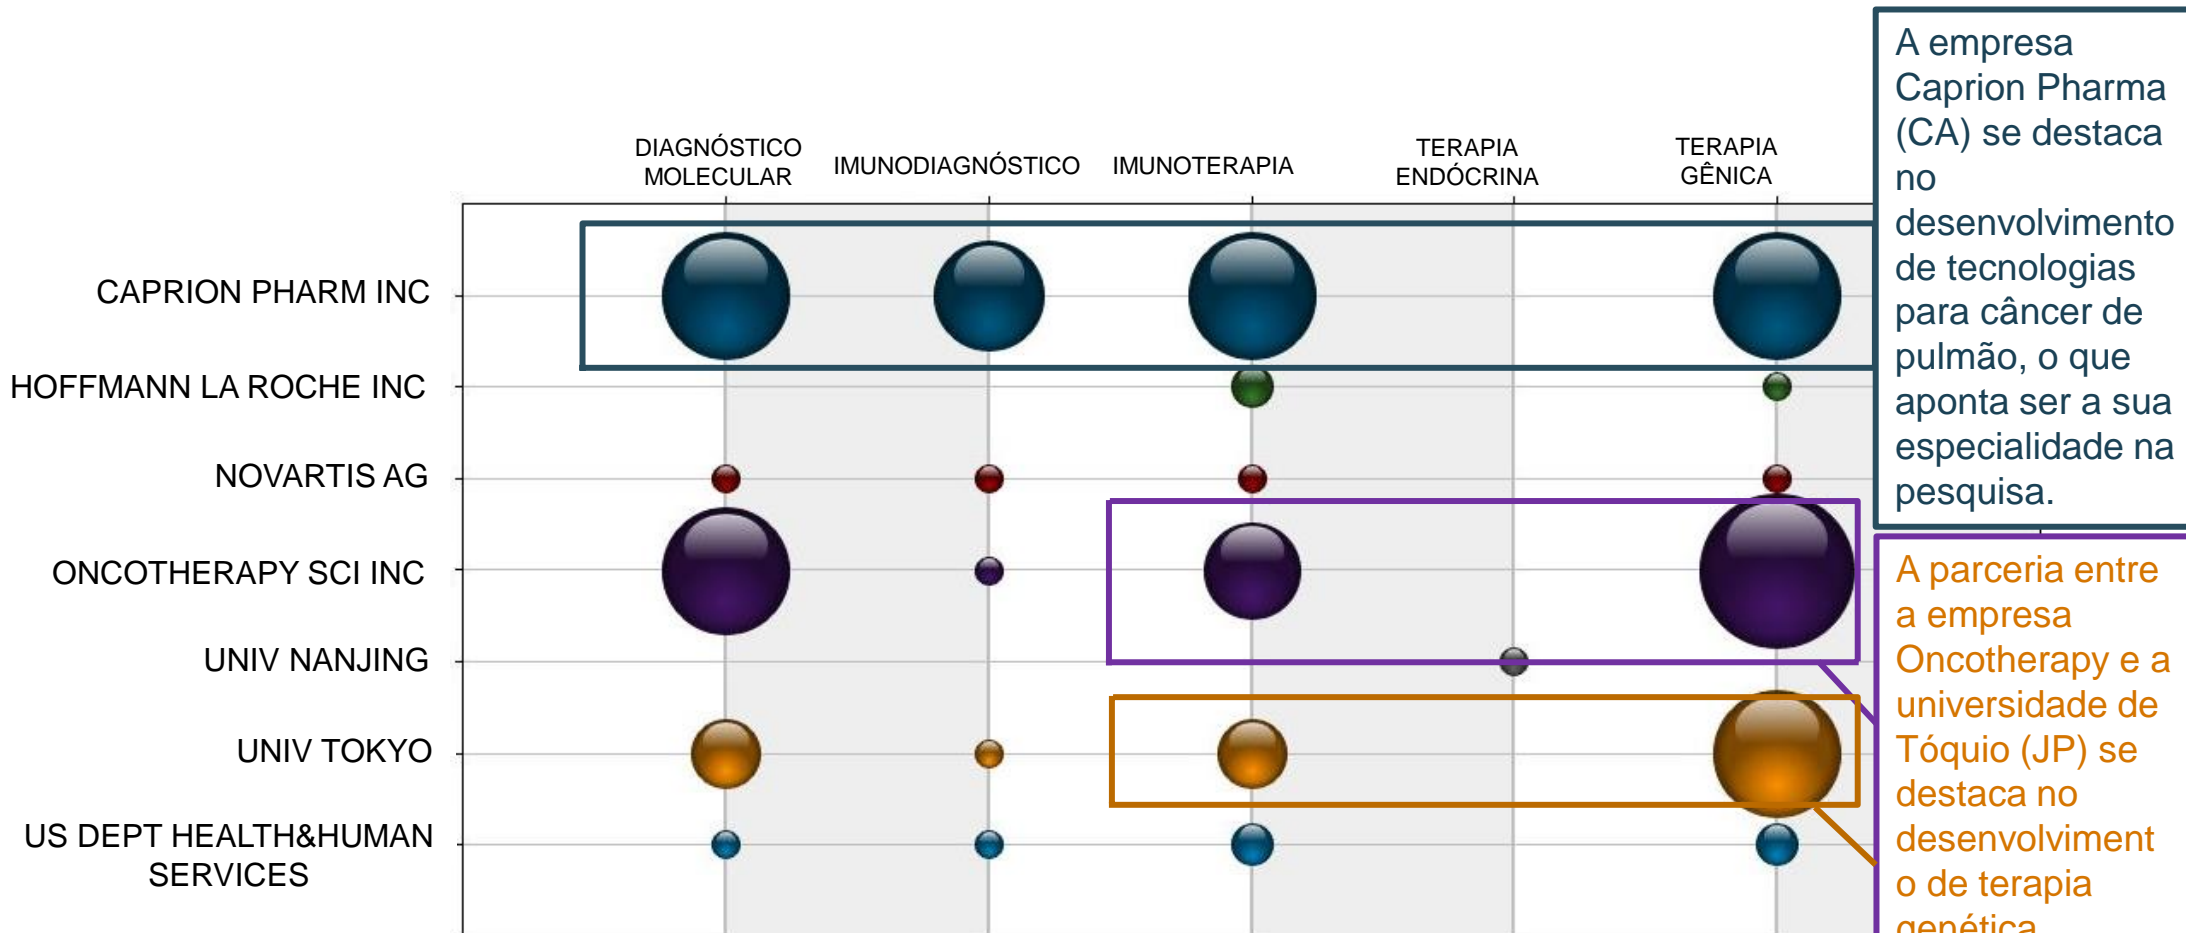 DIAGNÓSTICO
MOLECULAR
IMUNODIAGNÓSTICO
IMUNOTERAPIA
TERAPIA
ENDÓCRINA
TERAPIA
GÊNICA
CAPRION PHARM INC
HOFFMANN LA ROCHE INC
NOVARTIS AG
ONCOTHERAPY SCI INC
UNIV NANJING
UNIV TOKYO
US DEPT HEALTH&HUMAN
SERVICES
A empresa
Caprion Pharma
(CA) se destaca
no
desenvolvimento
de tecnologias
para câncer de
pulmão, o que
aponta ser a sua
especialidade na
pesquisa.
A parceria entre
a empresa
Oncotherapy e a
universidade de
Tóquio (JP) se
destaca no
desenvolviment
o de terapia
genética